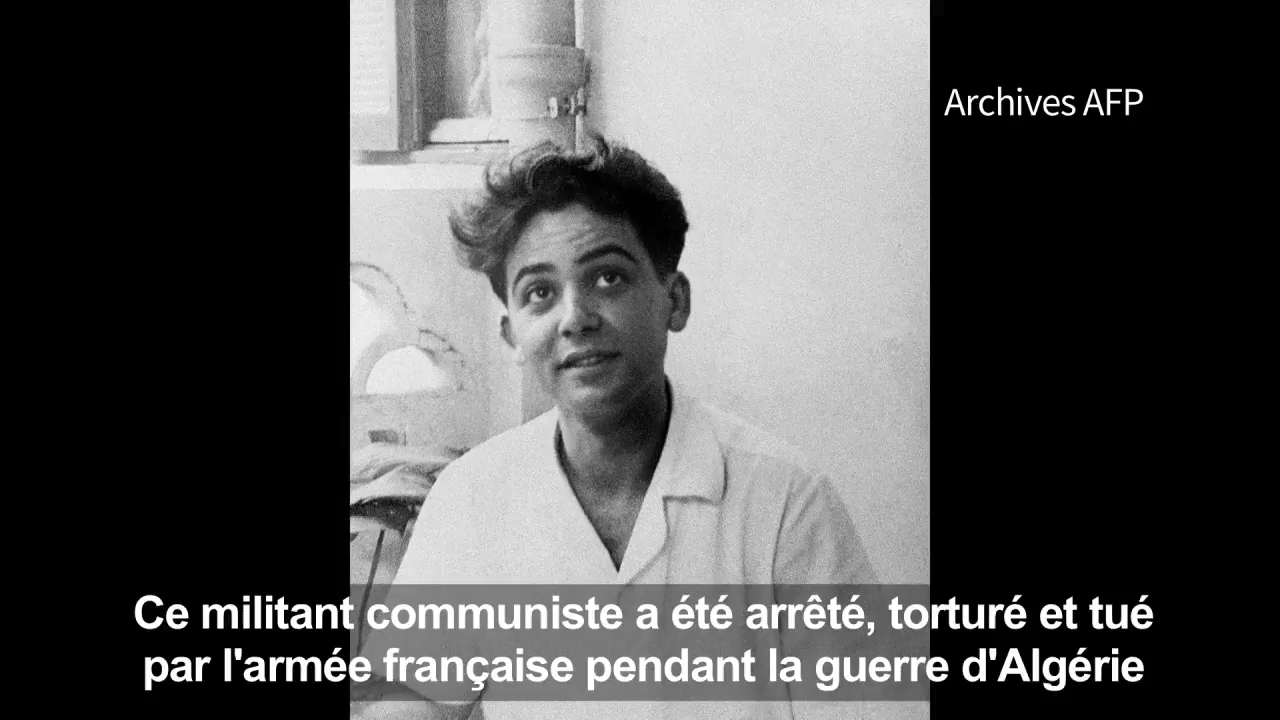 Archives AFP
Ce militant communiste a été arrêté, torturé et tué
par l'armée française pendant la guerre d'Algérie